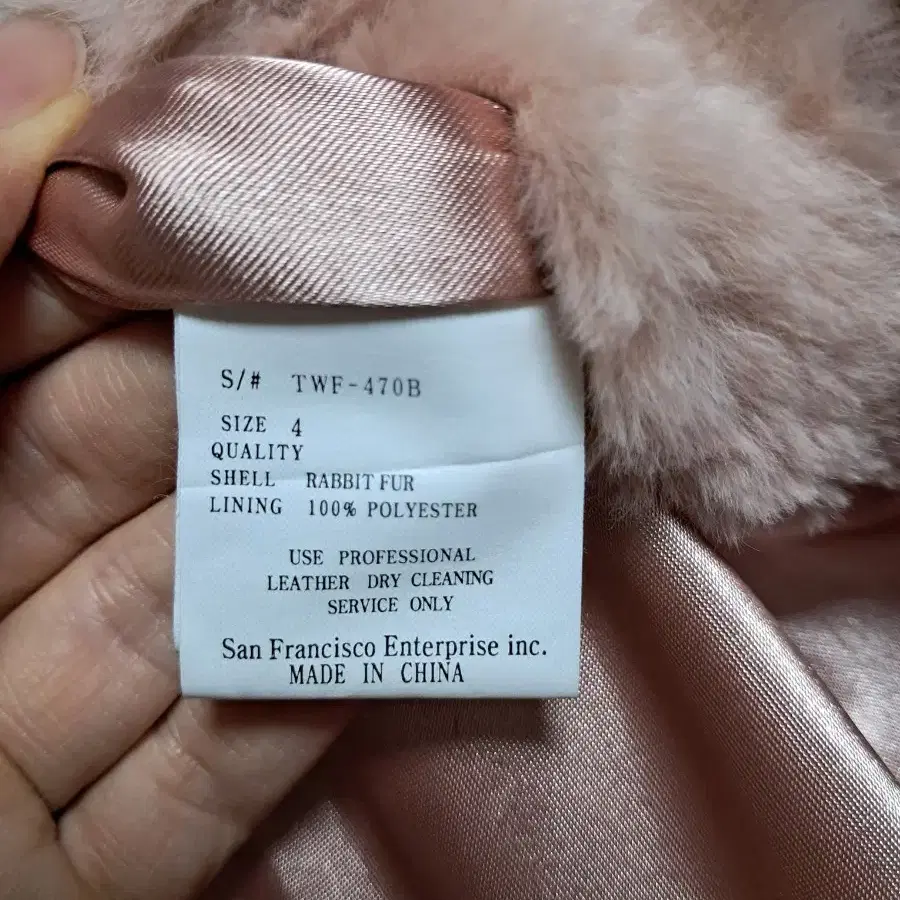 S/# TWF-470B
SIZE 4
QUALITY
SHELL RABBIT FUR
LINING 100% POLYESTER
USE PROFESSIONAL
LEATHER DRY CLEANING
SERVICE ONLY
San Francisco Enterprise inc.
MADE IN CHINA